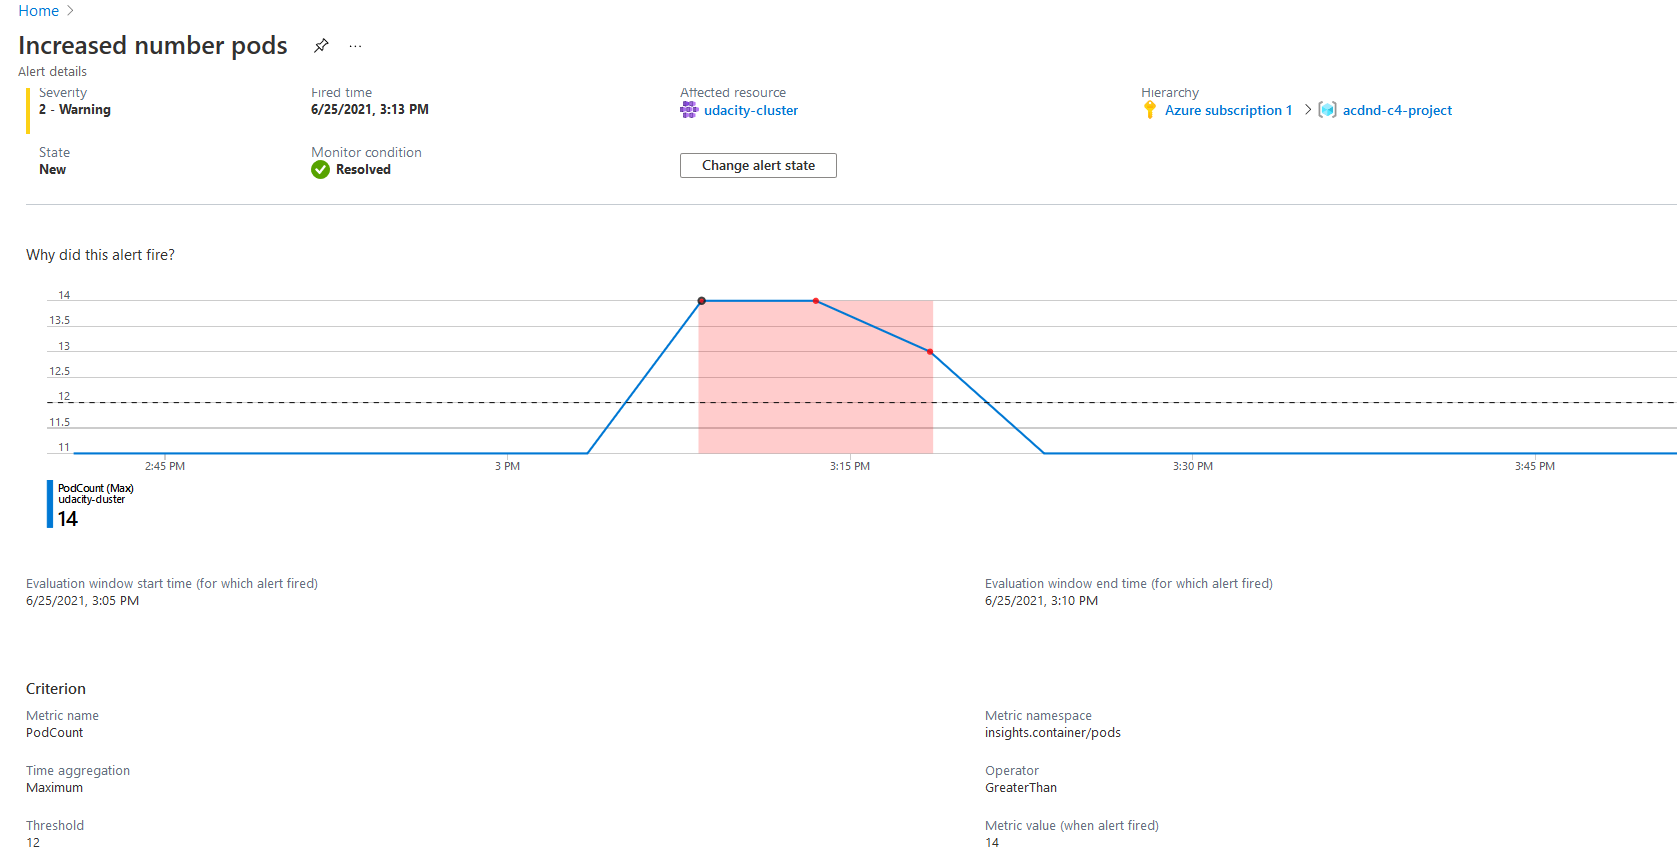 Home >
Increased number pods ...
Alert details
Severity
2 - Warning
Fired time
6/25/2021, 3:13 PM
Affected resource
udacity-cluster
Hierarchy
Azure subscription 1 > acdnd-c4-project
State
New
Monitor condition
Resolved
Change alert state
Why did this alert fire?
14
13.5
13
12.5
12
11.5
11
2:45 PM
3 PM
3:15 PM
3:30 PM
3:45 PM
PodCount (Max)
udacity-cluster
14
Evaluation window start time (for which alert fired)
6/25/2021, 3:05 PM
Evaluation window end time (for which alert fired)
6/25/2021, 3:10 PM
Criterion
Metric name
PodCount
Metric namespace
insights.container/pods
Time aggregation
Maximum
Operator
GreaterThan
Threshold
12
Metric value (when alert fired)
14